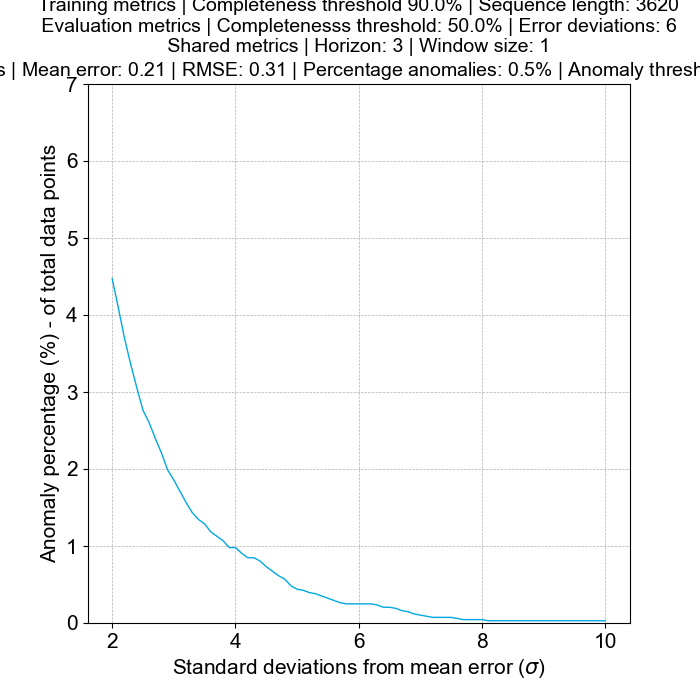 Training metrics | Completeness threshold 90.0% | Sequence length: 3620
Evaluation metrics | Completenesss threshold: 50.0% | Error deviations: 6
Shared metrics | Horizon: 3 | Window size: 1
s | Mean error: 0.21 | RMSE: 0.31 | Percentage anomalies: 0.5% | Anomaly thresh
7
6
5
4
3
2
1
0
Anomaly percentage (%) - of total data points
2 4 6 8 10
Standard deviations from mean error (σ)